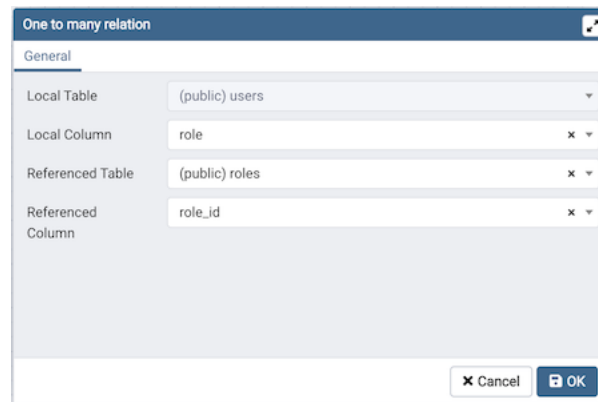 One to many relation
General
Local Table (public) users
Local Column role
Referenced Table (public) roles
Referenced role_id
Column
Cancel OK